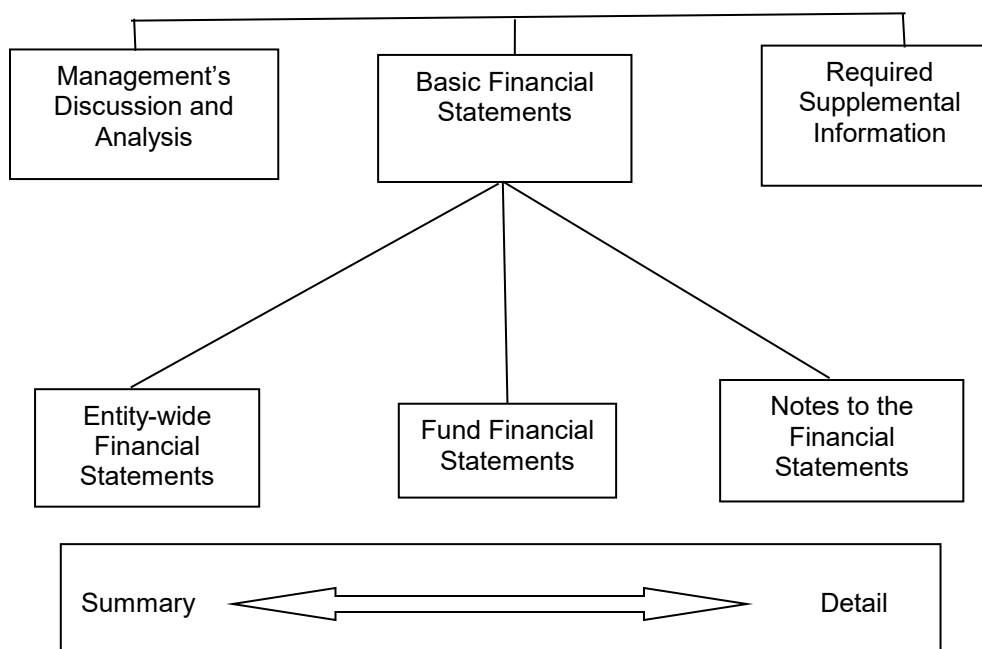 Management’s
Discussion and
Analysis
Basic Financial
Statements
Required
Supplemental
Information
Entity-wide
Financial
Statements
Fund Financial
Statements
Notes to the
Financial
Statements
Summary
Detail